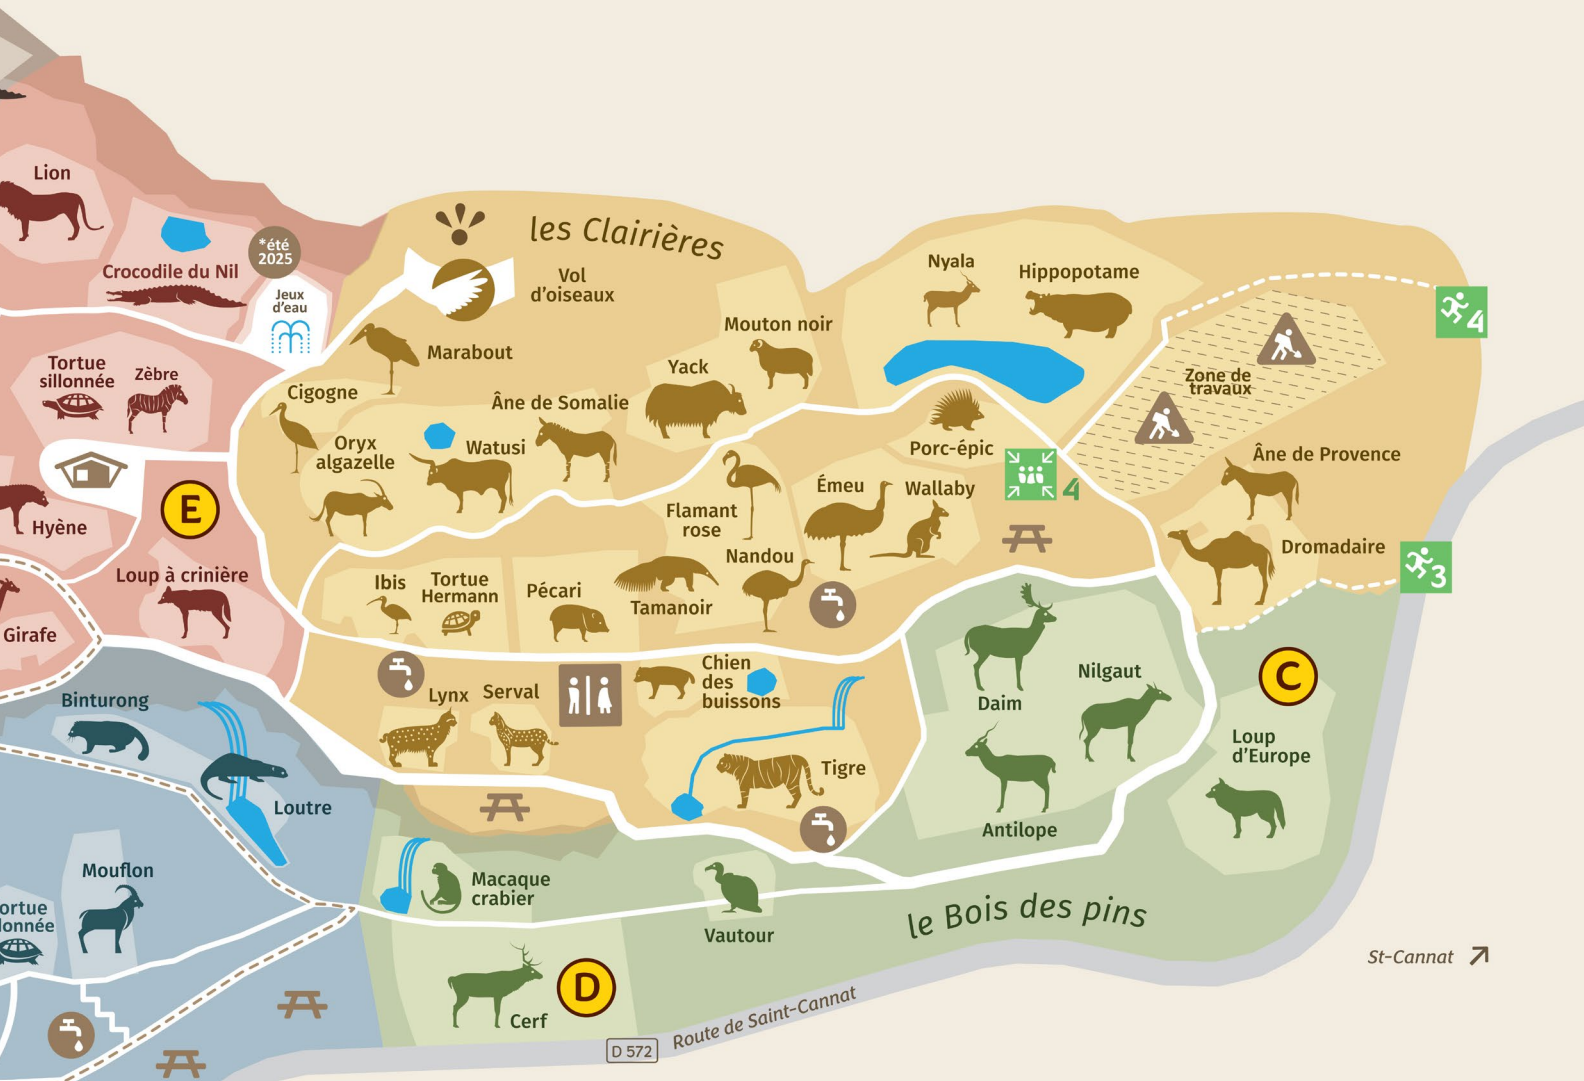 Lion
*été
2025
Crocodile du Nil
Jeux
d'eau
Tortue
sillonnée
Zèbre
Hyène
E
Loup à crinière
Girafe
les Clairières
Vol
d'oiseaux
Marabout
Cigogne
Oryx
algazelle
Watusi
Âne de Somalie
Yack
Mouton noir
Nyala
Hippopotame
Zone de
travaux
4
Porc-épic
4
Âne de Provence
Dromadaire
3
Flamant
rose
Émeu
Wallaby
Nandou
Tamanoir
Pécari
Ibis
Tortue
Hermann
Lynx
Serval
Chien
des
buissons
Tigre
Daim
Nilgaut
Antilope
C
Loup
d'Europe
Binturong
Loutre
Mouflon
ortue
lonnée
Macaque
crabier
Vautour
le Bois des pins
Cerf
D
D 572
Route de Saint-Cannat
St-Cannat